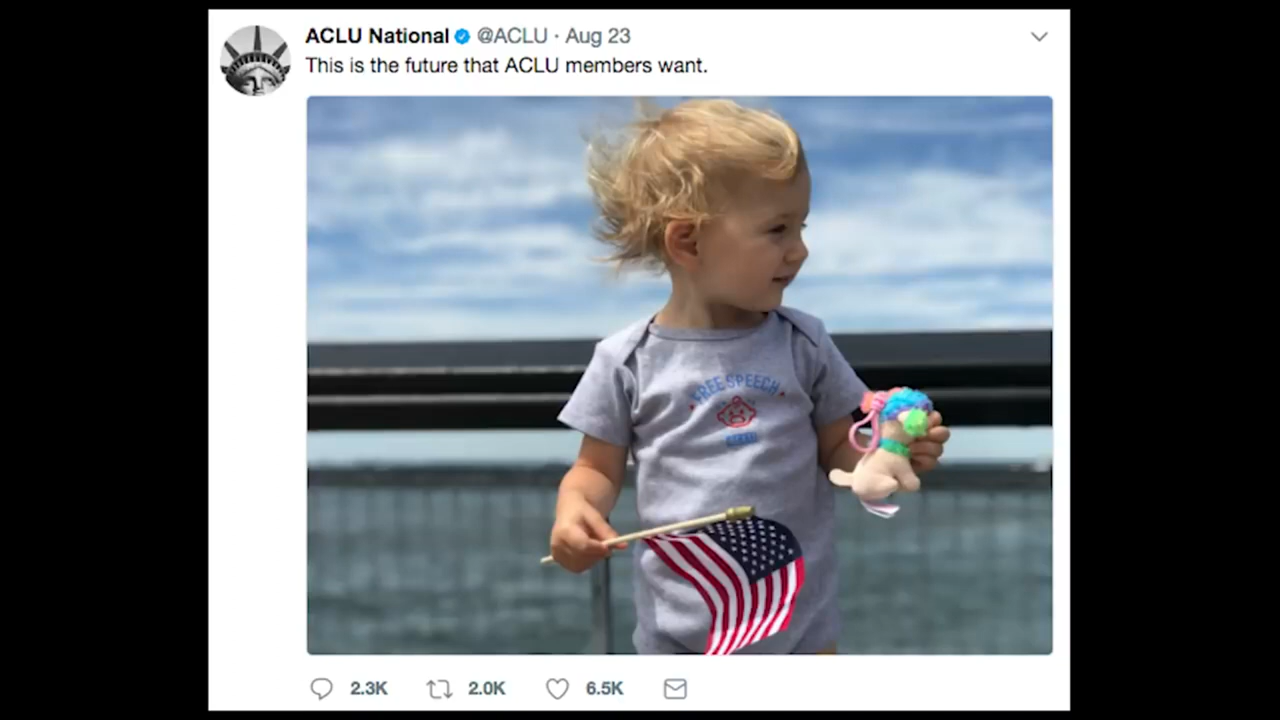 ACLU National @ACLU · Aug 23
This is the future that ACLU members want.
FREE SPEECH
2.3K 2.0K 6.5K